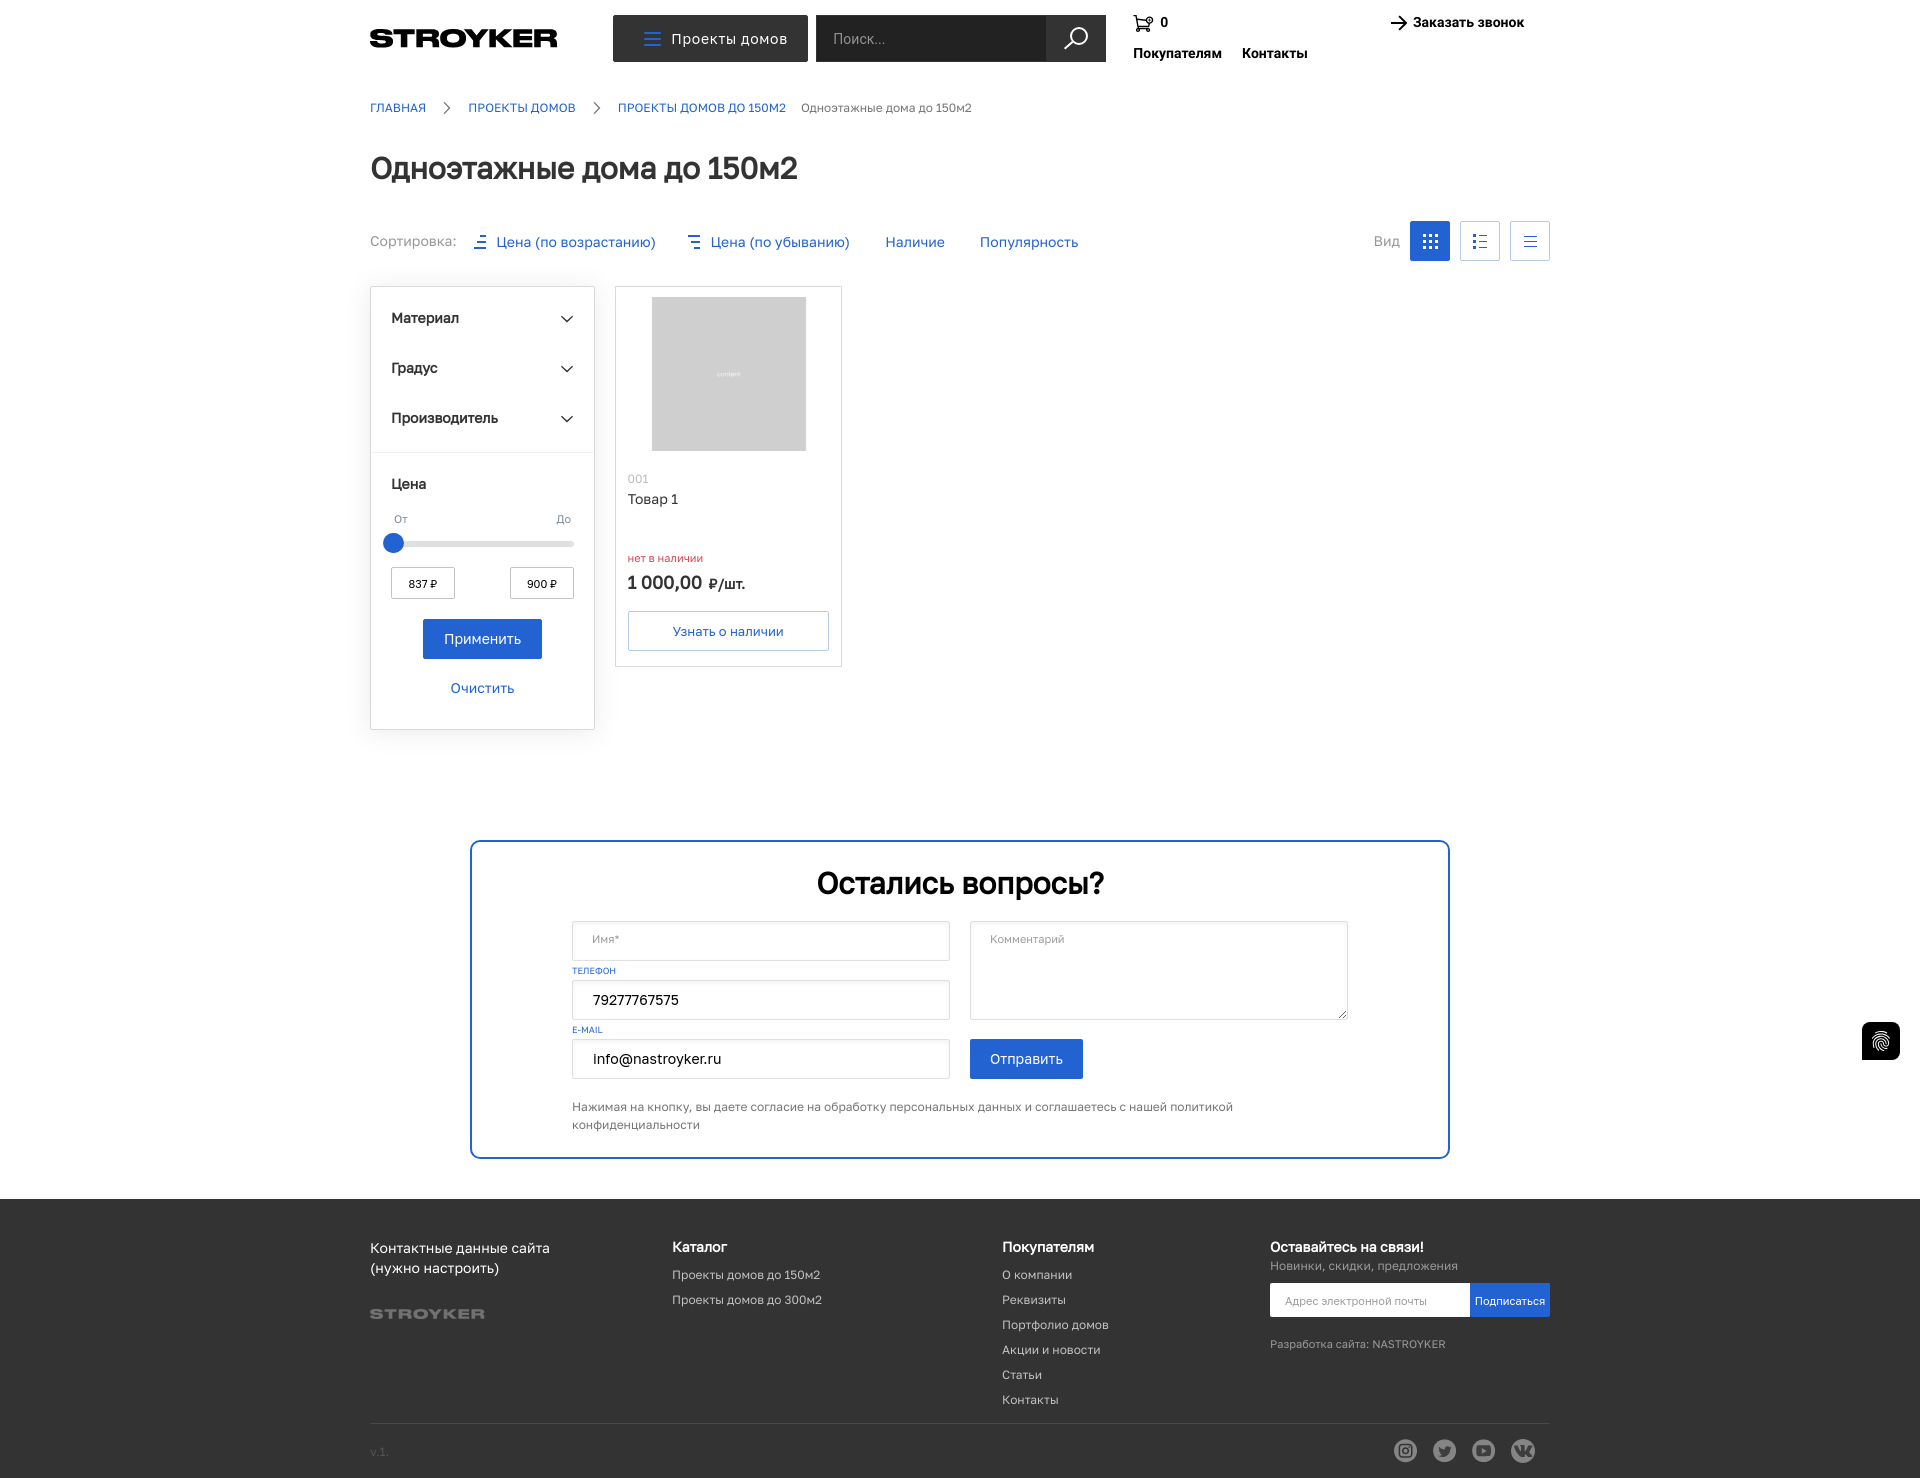 STROYKER
Проекты домов
Поиск...
0
Заказать звонок
Покупателям
Контакты
ГЛАВНАЯ
ПРОЕКТЫ ДОМОВ
ПРОЕКТЫ ДОМОВ ДО 150М2
Одноэтажные дома до 150м2
Одноэтажные дома до 150м2
Сортировка:
Цена (по возрастанию)
Цена (по убыванию)
Наличие
Популярность
Вид
Материал
Градус
Производитель
Цена
От
До
837 ₽
900 ₽
Применить
Очистить
content
001
Товар 1
нет в наличии
1 000,00 ₽/шт.
Узнать о наличии
Остались вопросы?
Имя*
Комментарий
ТЕЛЕФОН
79277767575
E-MAIL
info@nastroyker.ru
Отправить
Нажимая на кнопку, вы даете согласие на обработку персональных данных и соглашаетесь с нашей политикой
конфиденциальности
Контактные данные сайта
(нужно настроить)
STROYKER
Каталог
Проекты домов до 150м2
Проекты домов до 300м2
Покупателям
О компании
Реквизиты
Портфолио домов
Акции и новости
Статьи
Контакты
Оставайтесь на связи!
Новинки, скидки, предложения
Адрес электронной почты
Подписаться
Разработка сайта: NASTROYKER
v.1.